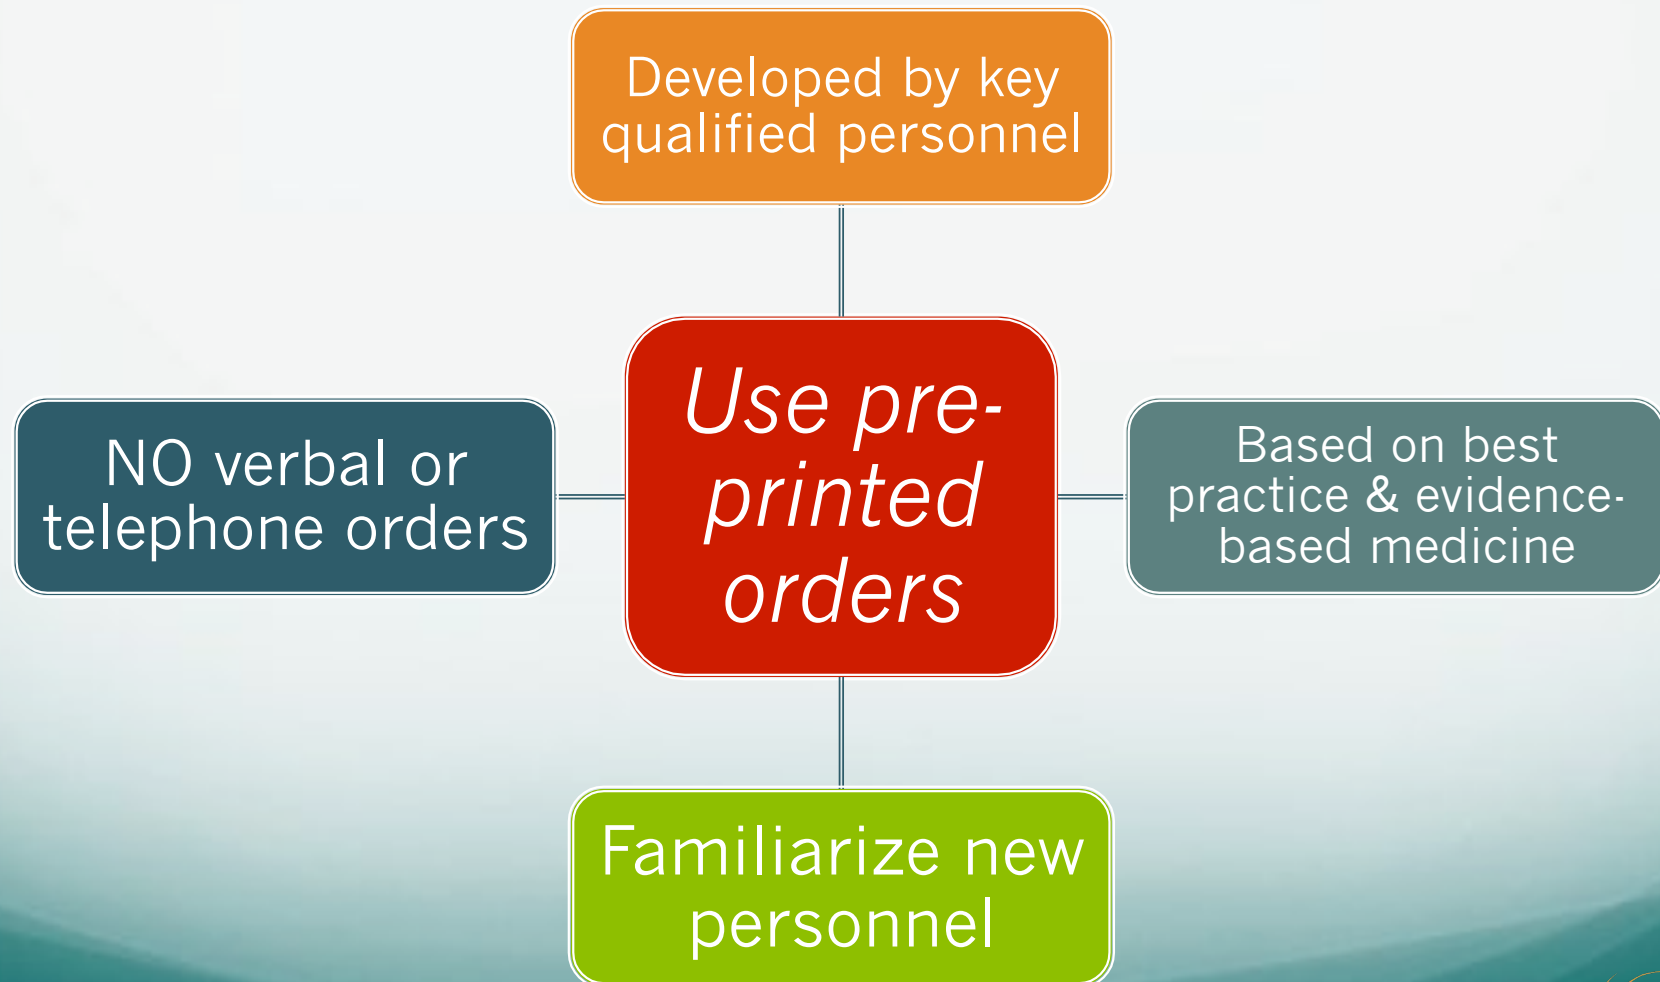 Developed by key
qualified personnel
NO verbal or
telephone orders
Use pre-
printed
orders
Based on best
practice & evidence-
based medicine
Familiarize new
personnel